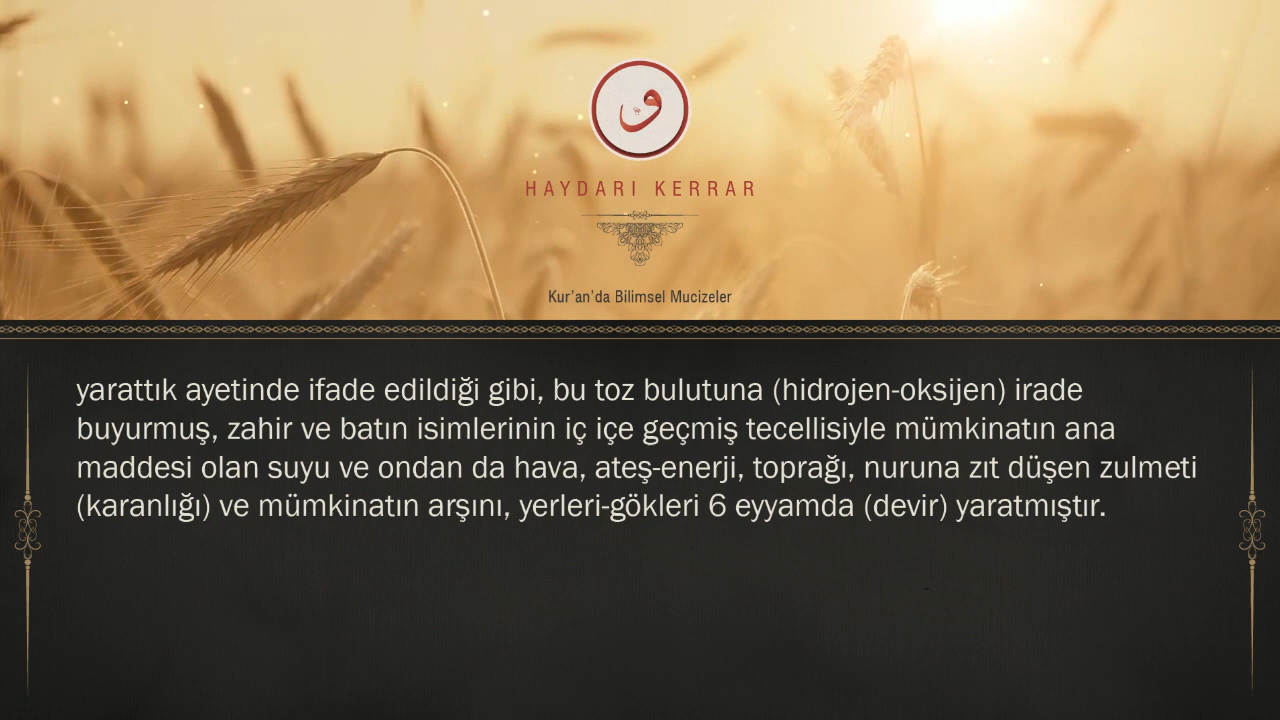 و
HAYDARI KERRAR
Kur'an'da Bilimsel Mucizeler
yarattık ayetinde ifade edildiği gibi, bu toz bulutuna (hidrojen-oksijen) irade
buyurmuş, zahir ve batın isimlerinin iç içe geçmiş tecellisiyle mümkinatın ana
maddesi olan suyu ve ondan da hava, ateş-enerji, toprağı, nuruna zıt düşen zulmeti
(karanlığı) ve mümkinatın arşını, yerleri-gökleri 6 eyyamda (devir) yaratmıştır.